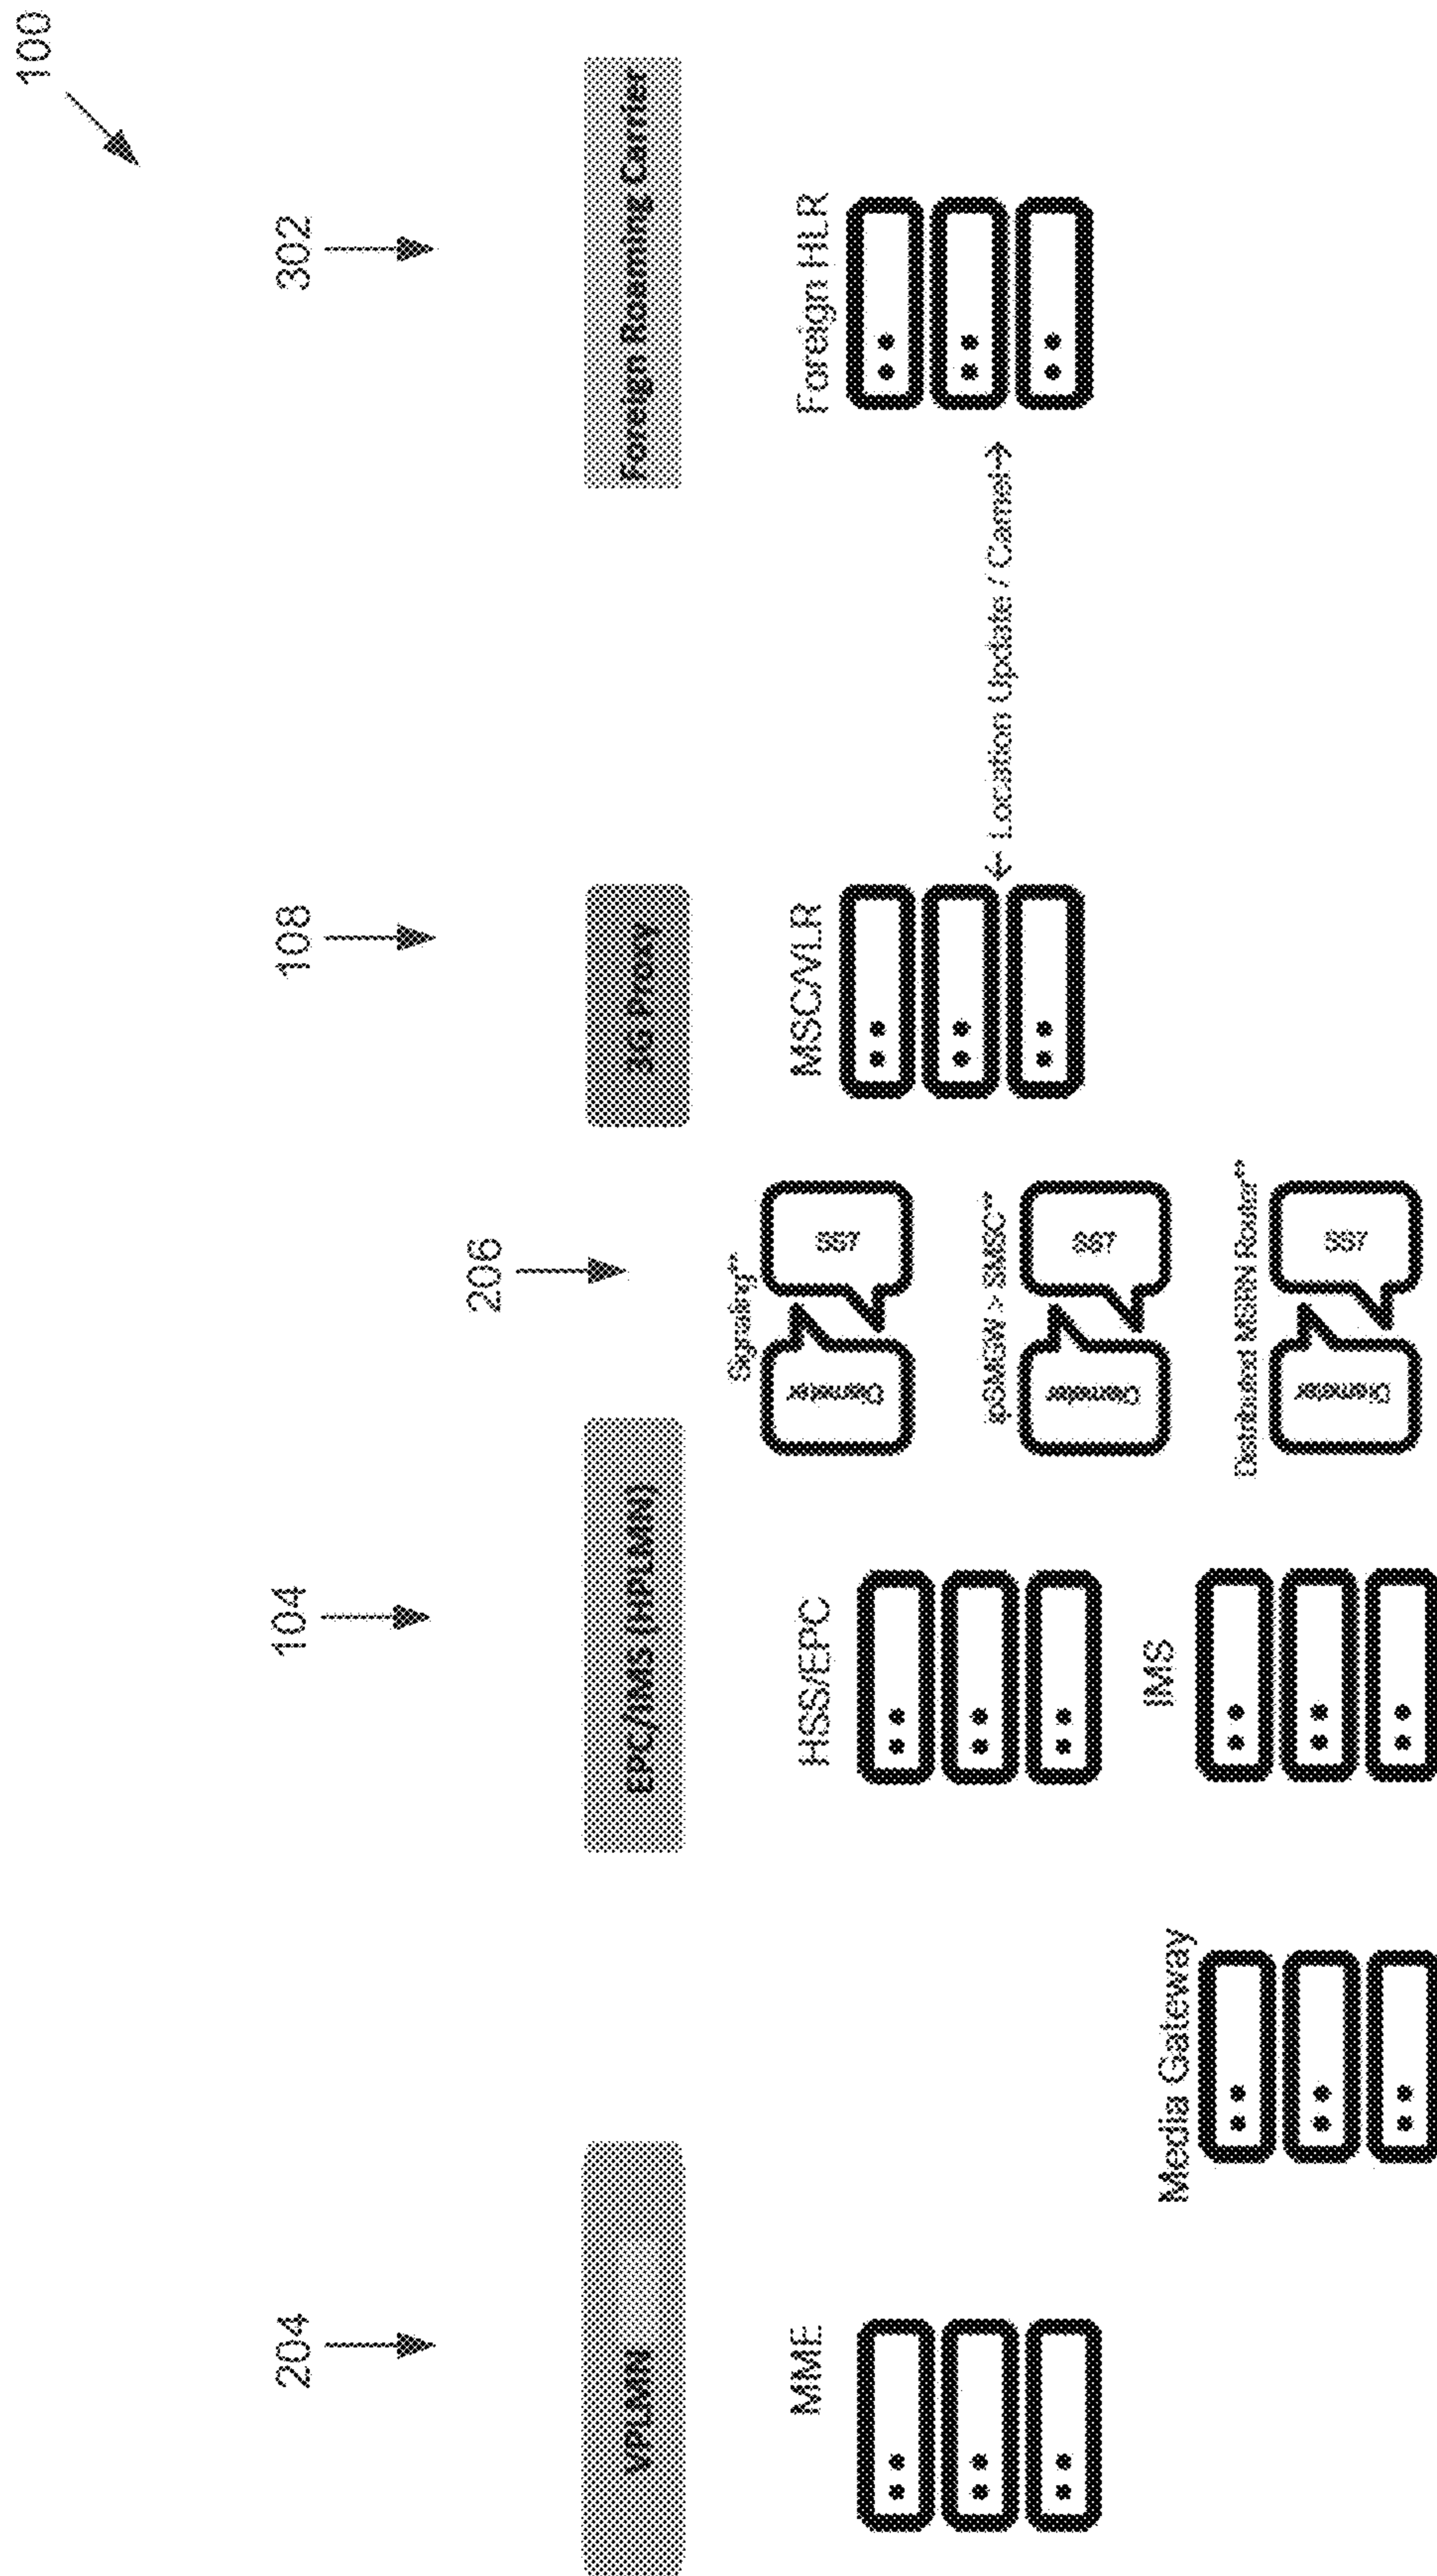 100
204
104
108
302
206
VPLMN
EPC/IMS (HPLMN)
3G Proxy
Foreign Roaming Carrier
MME
HSS/EPC
Signaling**
MSC/VLR
Foreign HLR
Diameter
SS7
ipSMGW > SMSC**
Diameter
SS7
← Location Update / Camel→
Media Gateway
IMS
Distributed MSRN Router**
Diameter
SS7